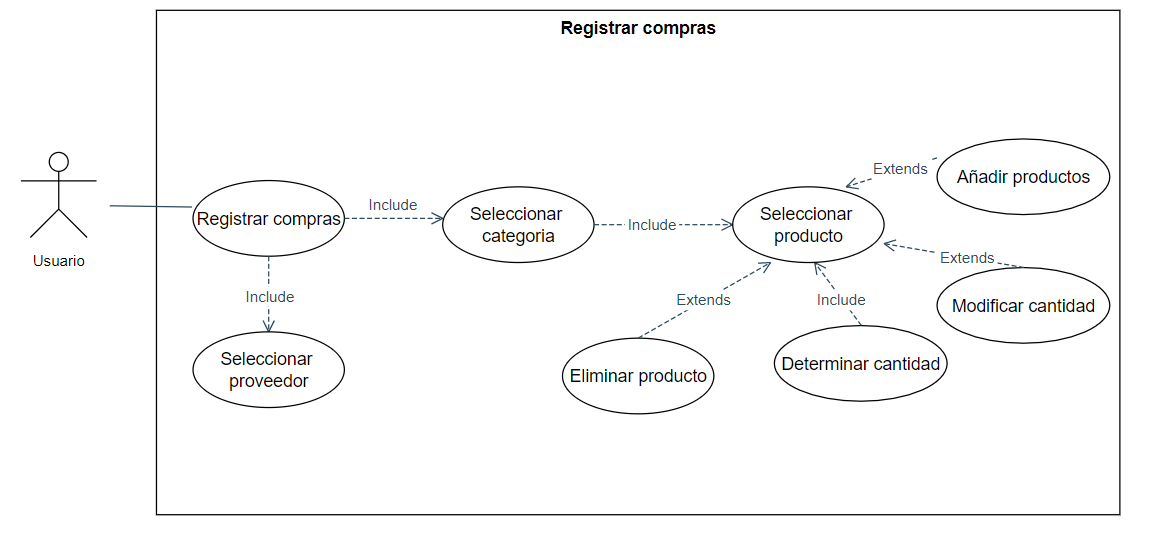 Registrar compras
Usuario
Registrar compras
Include
Seleccionar
categoria
Include
Seleccionar
producto
Extends
Añadir productos
Extends
Modificar cantidad
Include
Seleccionar
proveedor
Extends
Eliminar producto
Include
Determinar cantidad